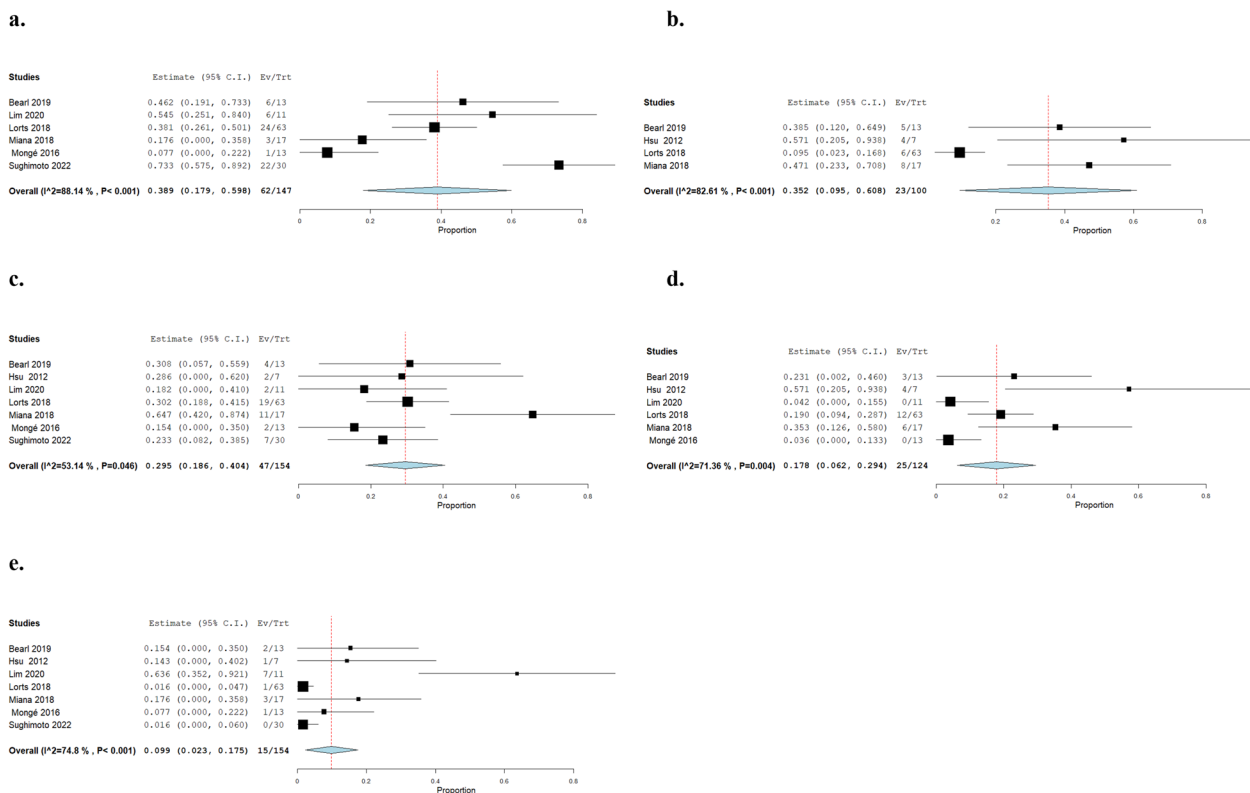 a.
Studies Estimate (95% C.I.) Ev/Trt
Bearl 2019 0.462 (0.191, 0.733) 6/13
Lim 2020 0.545 (0.251, 0.840) 6/11
Lorts 2018 0.381 (0.261, 0.501) 24/63
Miana 2018 0.176 (0.000, 0.358) 3/17
Mongé 2016 0.077 (0.000, 0.222) 1/13
Sughimoto 2022 0.733 (0.575, 0.892) 22/30
Overall (I^2=88.14 % , P< 0.001) 0.389 (0.179, 0.598) 62/147
0 0.2 0.4 0.6 0.8
Proportion
b.
Studies Estimate (95% C.I.) Ev/Trt
Bearl 2019 0.385 (0.120, 0.649) 5/13
Hsu 2012 0.571 (0.205, 0.938) 4/7
Lorts 2018 0.095 (0.023, 0.168) 6/63
Miana 2018 0.471 (0.233, 0.708) 8/17
Overall (I^2=82.61 % , P< 0.001) 0.352 (0.095, 0.608) 23/100
0.2 0.4 0.6 0.8
Proportion
c.
Studies Estimate (95% C.I.) Ev/Trt
Bearl 2019 0.308 (0.057, 0.559) 4/13
Hsu 2012 0.286 (0.000, 0.620) 2/7
Lim 2020 0.182 (0.000, 0.410) 2/11
Lorts 2018 0.302 (0.188, 0.415) 19/63
Miana 2018 0.647 (0.420, 0.874) 11/17
Mongé 2016 0.154 (0.000, 0.350) 2/13
Sughimoto 2022 0.233 (0.082, 0.385) 7/30
Overall (I^2=53.14 % , P=0.046) 0.295 (0.186, 0.404) 47/154
0 0.2 0.4 0.6 0.8
Proportion
d.
Studies Estimate (95% C.I.) Ev/Trt
Bearl 2019 0.231 (0.002, 0.460) 3/13
Hsu 2012 0.571 (0.205, 0.938) 4/7
Lim 2020 0.042 (0.000, 0.155) 0/11
Lorts 2018 0.190 (0.094, 0.287) 12/63
Miana 2018 0.353 (0.126, 0.580) 6/17
Mongé 2016 0.036 (0.000, 0.133) 0/13
Overall (I^2=71.36 % , P=0.004) 0.178 (0.062, 0.294) 25/124
0 0.2 0.4 0.6 0.8
Proportion
e.
Studies Estimate (95% C.I.) Ev/Trt
Bearl 2019 0.154 (0.000, 0.350) 2/13
Hsu 2012 0.143 (0.000, 0.402) 1/7
Lim 2020 0.636 (0.352, 0.921) 7/11
Lorts 2018 0.016 (0.000, 0.047) 1/63
Miana 2018 0.176 (0.000, 0.358) 3/17
Mongé 2016 0.077 (0.000, 0.222) 1/13
Sughimoto 2022 0.016 (0.000, 0.060) 0/30
Overall (I^2=74.8 % , P< 0.001) 0.099 (0.023, 0.175) 15/154
0 0.2 0.4 0.6 0.8
Proportion